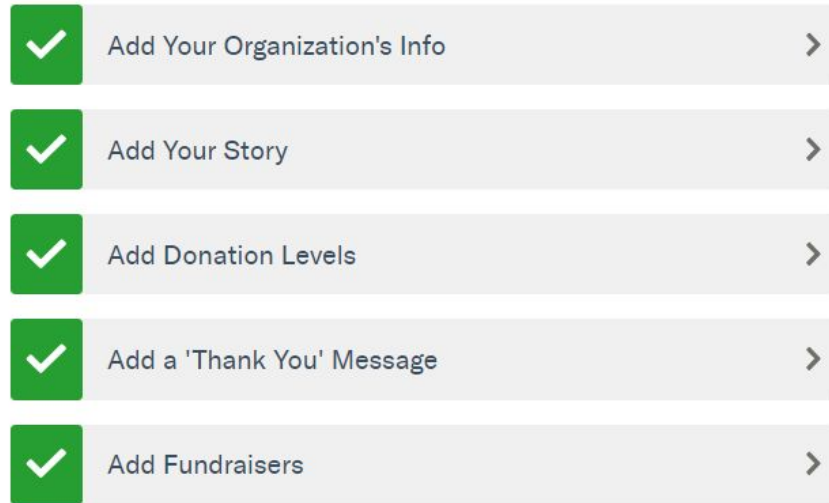 Add Your Organization's Info
Add Your Story
Add Donation Levels
Add a 'Thank You' Message
Add Fundraisers